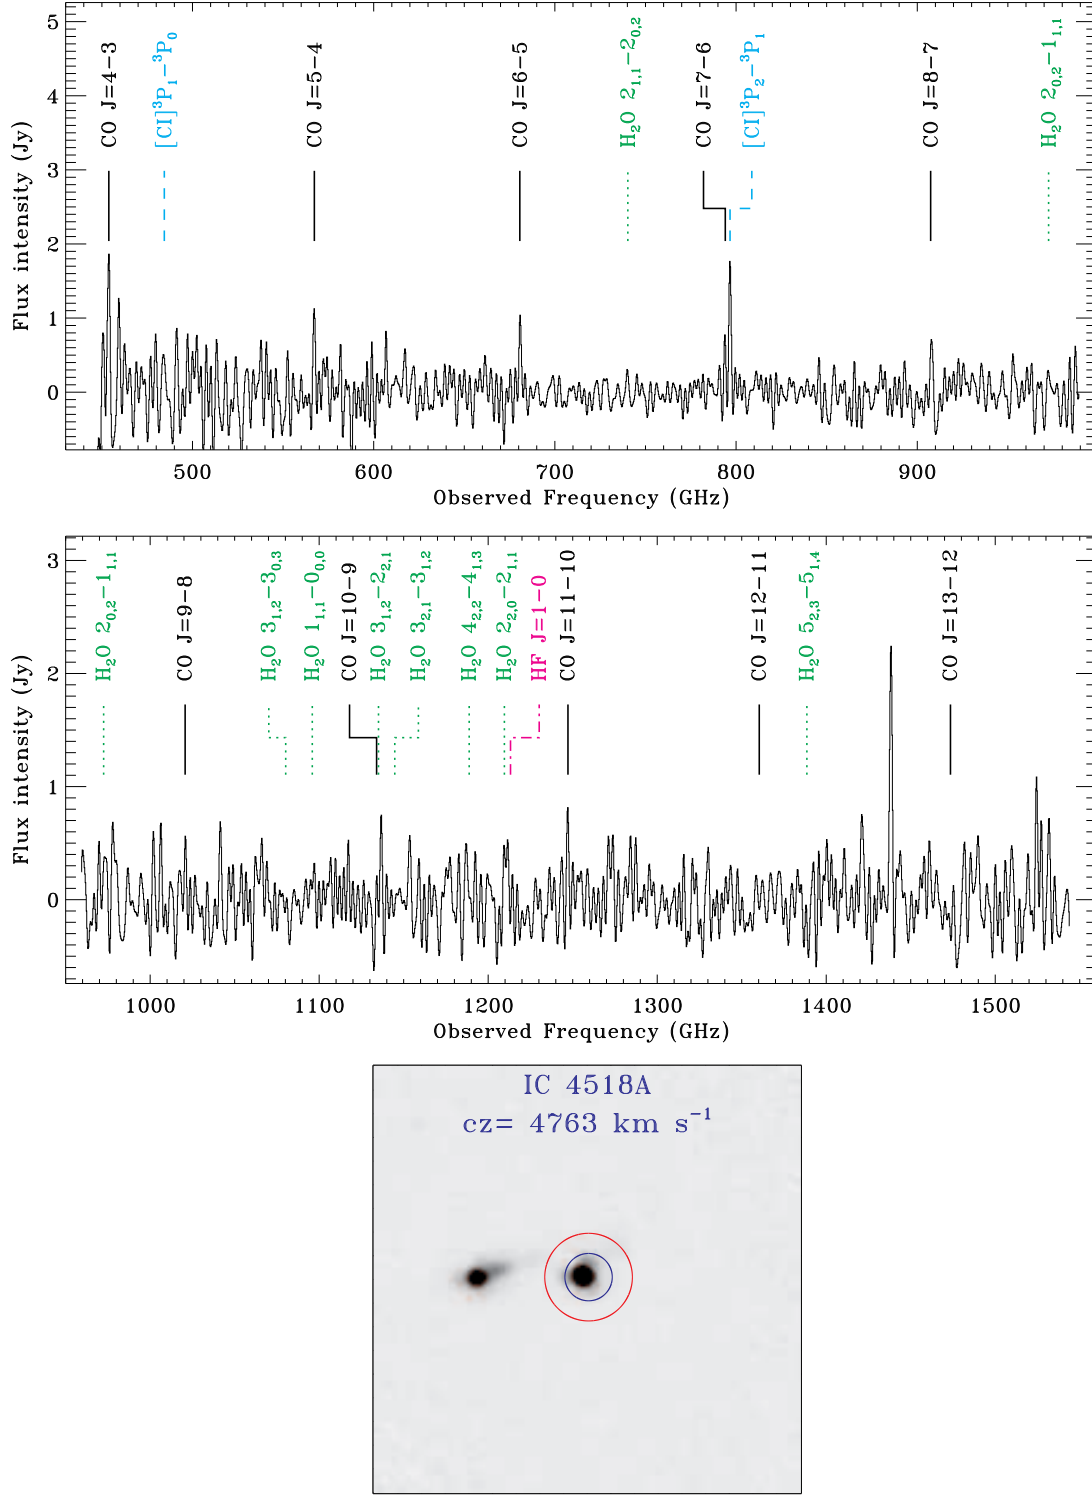 CO J=4−3
[CI]³P₁−³P₀
CO J=5−4
CO J=6−5
H₂O 2₁,₁−2₀,₂
CO J=7−6
[CI]³P₂−³P₁
CO J=8−7
H₂O 2₀,₂−1₁,₁
Flux intensity (Jy)
5
4
3
2
1
0
500 600 700 800 900
Observed Frequency (GHz)
H₂O 2₀,₂−1₁,₁
CO J=9−8
H₂O 3₁,₂−3₀,₃
H₂O 1₁,₁−0₀,₀
CO J=10−9
H₂O 3₁,₂−2₂,₁
H₂O 3₂,₁−3₁,₂
H₂O 4₂,₂−4₁,₃
H₂O 2₂,₀−2₁,₁
HF J=1−0
CO J=11−10
CO J=12−11
H₂O 5₂,₃−5₁,₄
CO J=13−12
Flux intensity (Jy)
3
2
1
0
1000 1100 1200 1300 1400 1500
Observed Frequency (GHz)
IC 4518A
cz= 4763 km s⁻¹